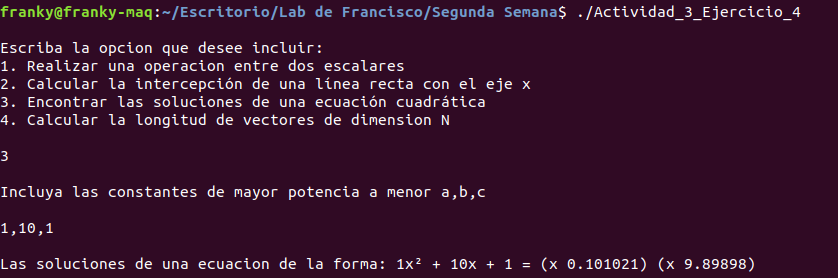 franky@franky-maq:~/Escritorio/Lab de Francisco/Segunda Semana$ ./Actividad_3_Ejercicio_4
Escriba la opcion que desee incluir:
1. Realizar una operacion entre dos escalares
2. Calcular la intercepción de una línea recta con el eje x
3. Encontrar las soluciones de una ecuación cuadrática
4. Calcular la longitud de vectores de dimension N
3
Incluya las constantes de mayor potencia a menor a,b,c
1,10,1
Las soluciones de una ecuacion de la forma: 1x² + 10x + 1 = (x 0.101021) (x 9.89898)